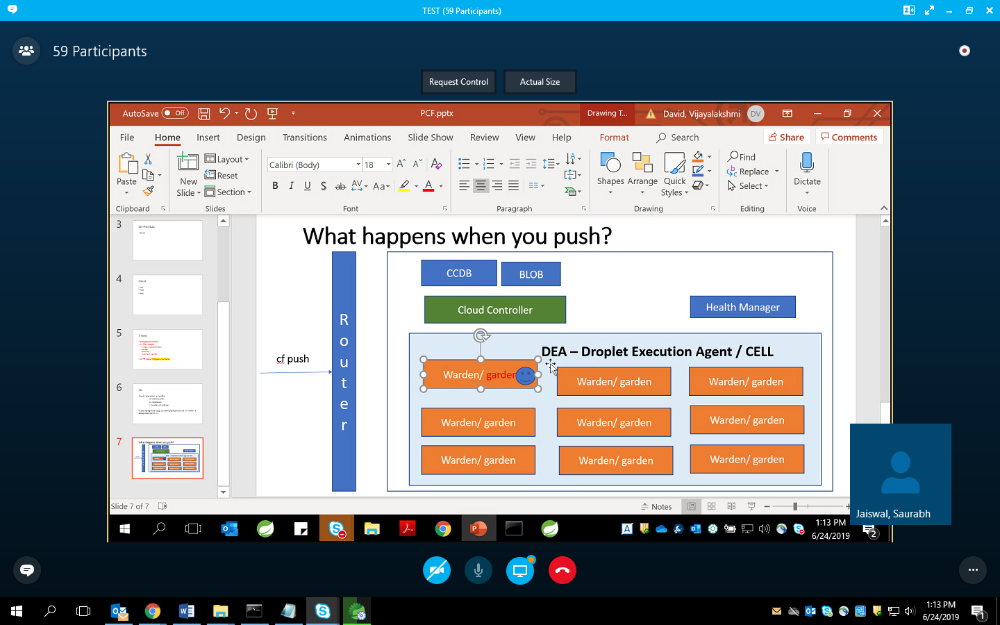 TEST (59 Participants)
59 Participants
Request Control
Actual Size
AutoSave Off
PCF.pptx
Drawing T...
David, Vijayalakshmi
DV
File Home Insert Design Transitions Animations Slide Show Review View Help Format Search
Share
Comments
Paste
Clipboard
New
Slide
Layout
Reset
Section
Slides
Calibri (Body) 18
B I U S ab AV Aa A
Font
Paragraph
Shapes Arrange Quick
Styles
Drawing
Find
Replace
Select
Editing
Dictate
Voice
3
4
5
6
7
What happens when you push?
CCDB
BLOB
Cloud Controller
Health Manager
Router
cf push
DEA – Droplet Execution Agent / CELL
Warden/ garden
Warden/ garden
Warden/ garden
Warden/ garden
Warden/ garden
Warden/ garden
Warden/ garden
Warden/ garden
Warden/ garden
Jaiswal, Saurabh
Slide 7 of 7
Notes
1:13 PM
6/24/2019
2
1:13 PM
6/24/2019
1